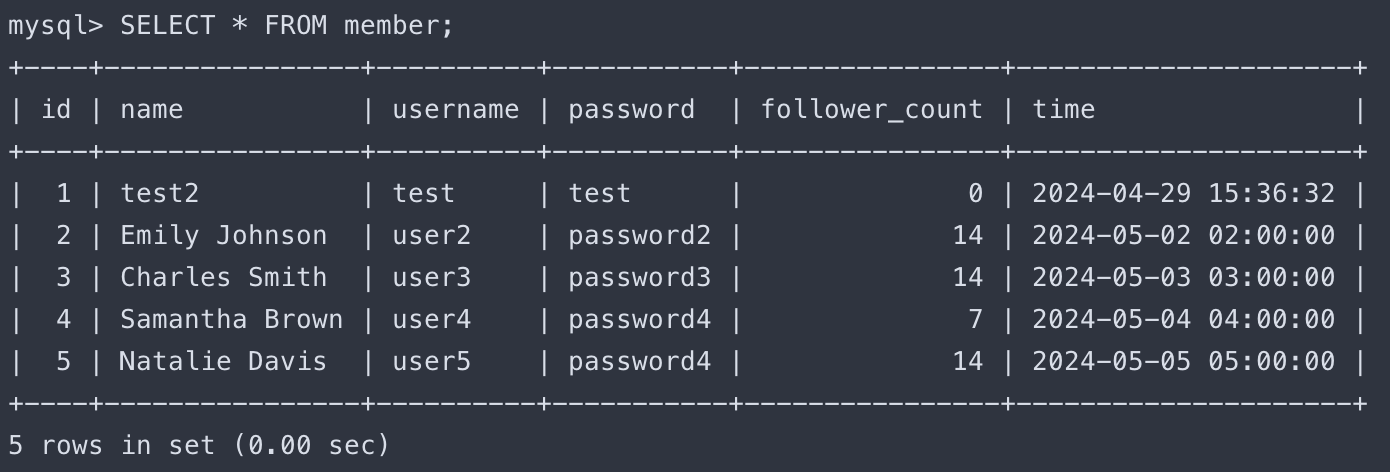 mysql> SELECT * FROM member;
+----+----------------+----------+-----------+----------------+---------------------+
| id | name           | username | password  | follower_count | time                |
+----+----------------+----------+-----------+----------------+---------------------+
|  1 | test2          | test     | test      |              0 | 2024-04-29 15:36:32 |
|  2 | Emily Johnson  | user2    | password2 |             14 | 2024-05-02 02:00:00 |
|  3 | Charles Smith  | user3    | password3 |             14 | 2024-05-03 03:00:00 |
|  4 | Samantha Brown | user4    | password4 |              7 | 2024-05-04 04:00:00 |
|  5 | Natalie Davis  | user5    | password4 |             14 | 2024-05-05 05:00:00 |
+----+----------------+----------+-----------+----------------+---------------------+
5 rows in set (0.00 sec)